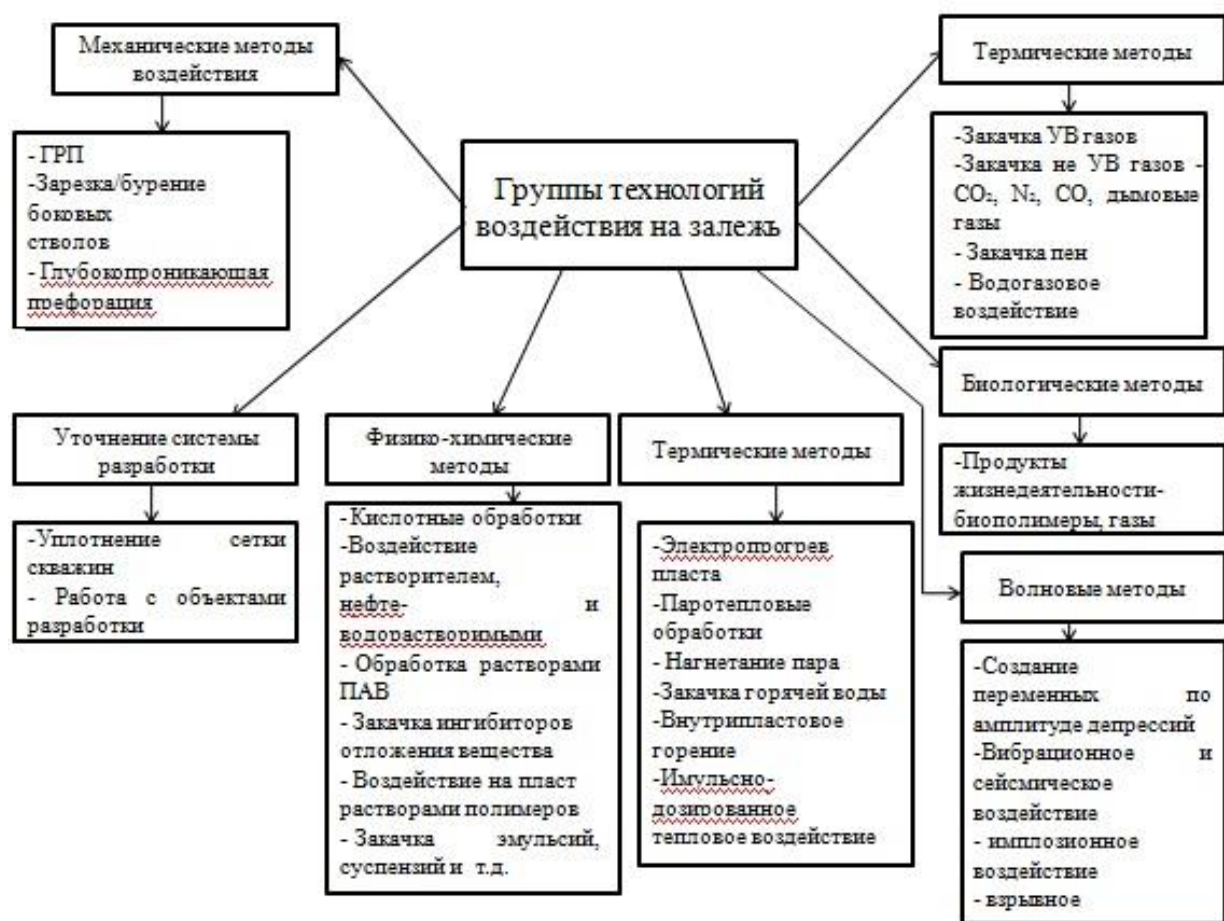 Механические методы
воздействия
- ГРП
-Зарезка/бурение
боковых
стволов
- Глубокопроникающая
префорация
Группы технологий
воздействия на залежь
Термические методы
-Закачка УВ газов
-Закачка не УВ газов -
CO₂, N₂, CO, дымовые
газы
- Закачка пен
- Водогазовое
воздействие
Биологические методы
-Продукты
жизнедеятельности-
биополимеры, газы
Уточнение системы
разработки
-Уплотнение сетки
скважин
- Работа с объектами
разработки
Физико-химические
методы
- Кислотные обработки
-Воздействие
растворителем,
нефте- и
водорастворимыми
- Обработка растворами
ПАВ
- Закачка ингибиторов
отложения вещества
- Воздействие на пласт
растворами полимеров
- Закачка эмульсий,
суспензий и т.д.
Термические методы
-Электропрогрев
пласта
-Паротепловые
обработки
- Нагнетание пара
-Закачка горячей воды
-Внутрипластовое
горение
-Имульсно-
дозированное
тепловое воздействие
Волновые методы
-Создание
переменных по
амплитуде депрессий
-Вибрационное и
сейсмическое
воздействие
- имплозионное
воздействие
- взрывное